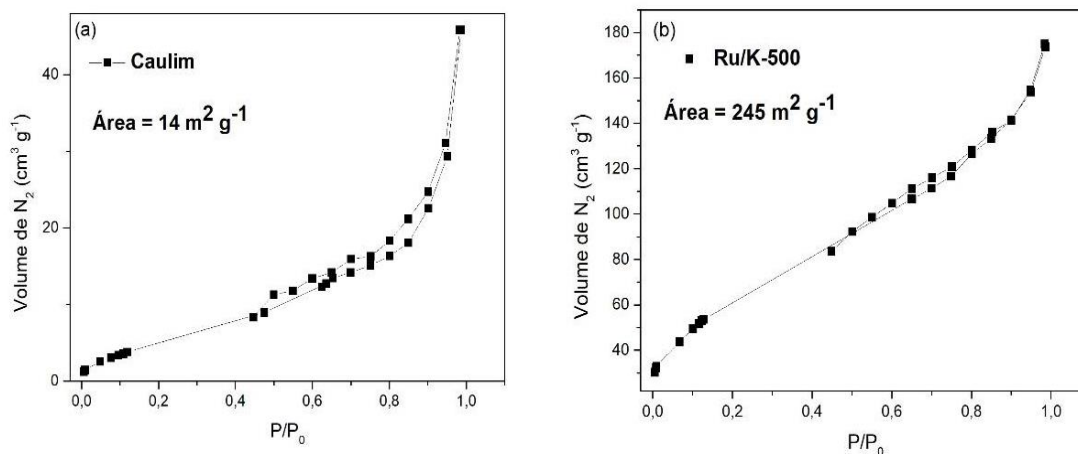 (a)
Caulim
Área = 14 m² g⁻¹
Volume de N₂ (cm³ g⁻¹)
40
20
0
0,0 0,2 0,4 0,6 0,8 1,0
P/P₀
(b)
Ru/K-500
Área = 245 m² g⁻¹
Volume de N₂ (cm³ g⁻¹)
180
160
140
120
100
80
60
40
0,0 0,2 0,4 0,6 0,8 1,0
P/P₀